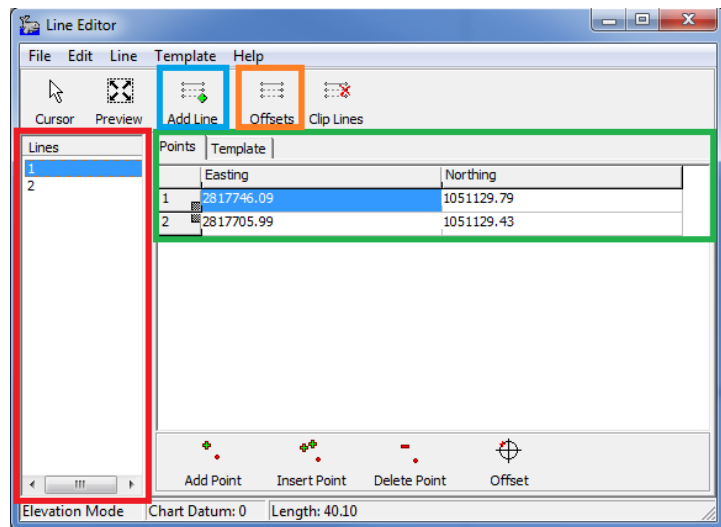 Line Editor
File Edit Line Template Help
Cursor Preview Add Line Offsets Clip Lines
Lines
1
2
Points Template
Easting Northing
1 2817746.09 1051129.79
2 2817705.99 1051129.43
Add Point Insert Point Delete Point Offset
Elevation Mode Chart Datum: 0 Length: 40.10